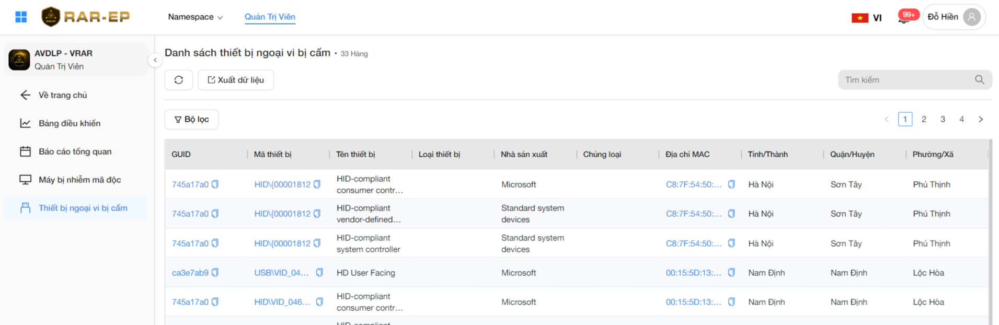 RAR-EP
Namespace
Quản Trị Viên
VI
99+
Đỗ Hiền
AVDLP - VRAR
Quản Trị Viên
Về trang chủ
Bảng điều khiển
Báo cáo tổng quan
Máy bị nhiễm mã độc
Thiết bị ngoại vi bị cấm
Danh sách thiết bị ngoại vi bị cấm • 33 Hàng
Xuất dữ liệu
Tìm kiếm
Bộ lọc
1 2 3 4
GUID Mã thiết bị Tên thiết bị Loại thiết bị Nhà sản xuất Chủng loại Địa chỉ MAC Tỉnh/Thành Quận/Huyện Phường/Xã
745a17a0 HID\{00001812 HID-compliant consumer contr... Microsoft C8:7F:54:50:... Hà Nội Sơn Tây Phú Thịnh
745a17a0 HID\{00001812 HID-compliant vendor-defined... Standard system devices C8:7F:54:50:... Hà Nội Sơn Tây Phú Thịnh
745a17a0 HID\{00001812 HID-compliant system controller Standard system devices C8:7F:54:50:... Hà Nội Sơn Tây Phú Thịnh
ca3e7ab9 USB\VID_04... HD User Facing Microsoft 00:15:5D:13:... Nam Định Nam Định Lộc Hòa
745a17a0 HID\VID_046... HID-compliant consumer contr... Microsoft 00:15:5D:13:... Nam Định Nam Định Lộc Hòa
HID-compliant